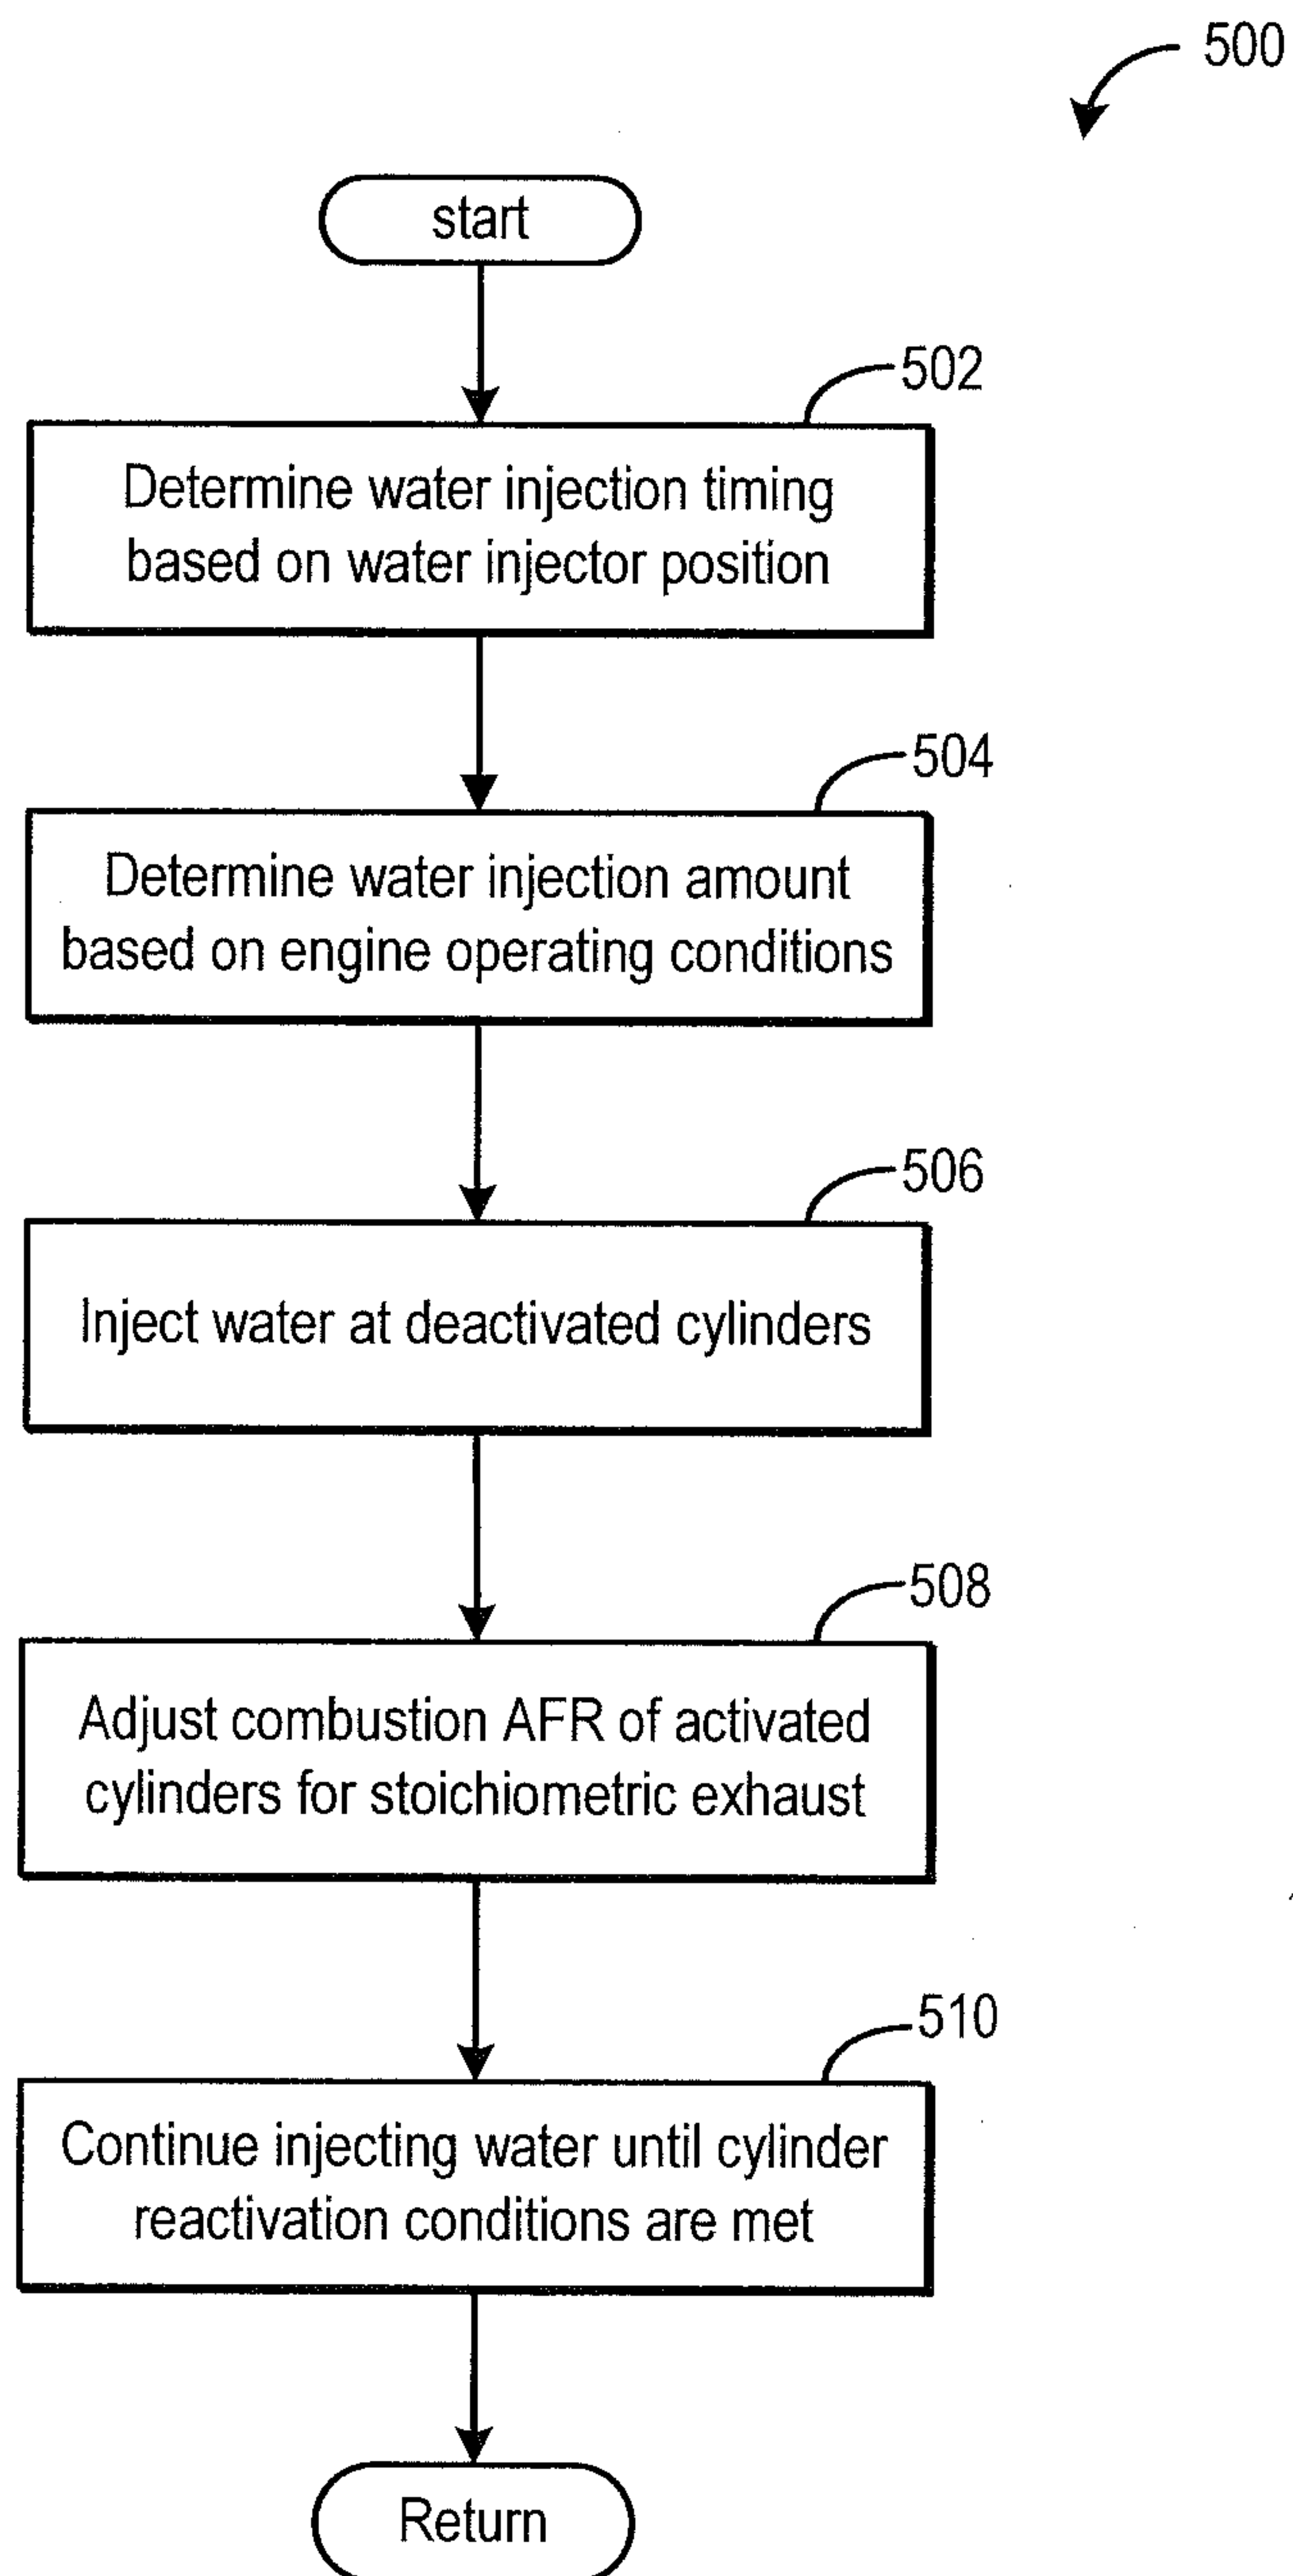 500
start
502
Determine water injection timing
based on water injector position
504
Determine water injection amount
based on engine operating conditions
506
Inject water at deactivated cylinders
508
Adjust combustion AFR of activated
cylinders for stoichiometric exhaust
510
Continue injecting water until cylinder
reactivation conditions are met
Return